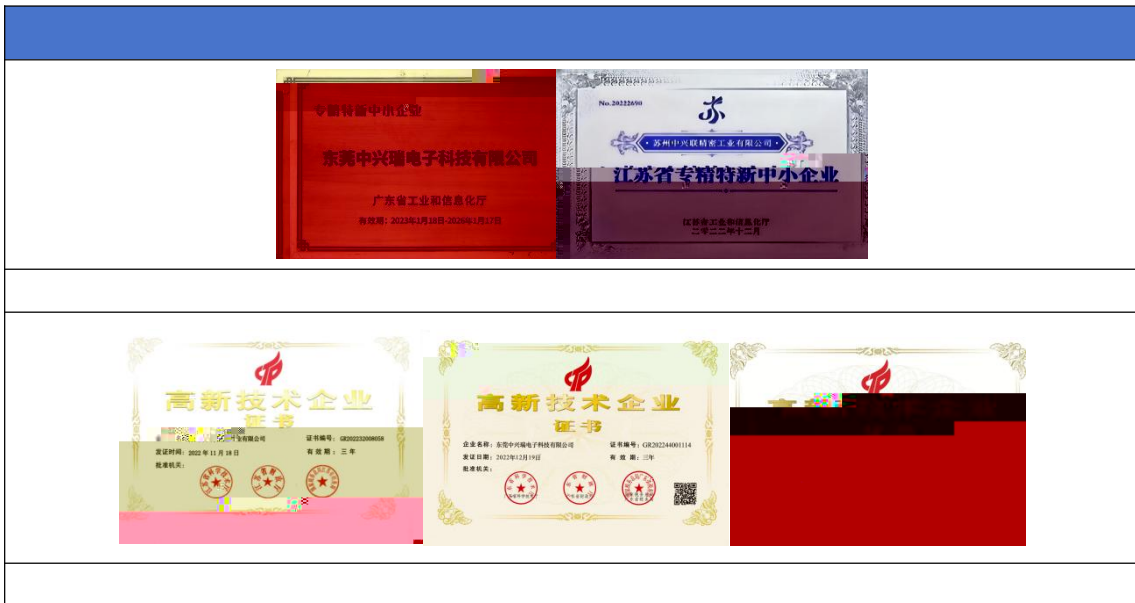 专精特新中小企业
东莞中兴瑞电子科技有限公司
广东省工业和信息化厅
有效期：2023年1月18日-2026年1月17日
No.20222690
苏
苏州中兴联精密工业有限公司
江苏省专精特新中小企业
江苏省工业和信息化厅
二零二二年十二月
高新技术企业
证书
业有限公司
证书编号：GR202232008058
发证时间：2022年11月18日
有效期：三年
批准机关：
高新技术企业
证书
企业名称：东莞中兴瑞电子科技有限公司
证书编号：GR202244001114
发证日期：2022年12月19日
有效期：三年
批准机关：